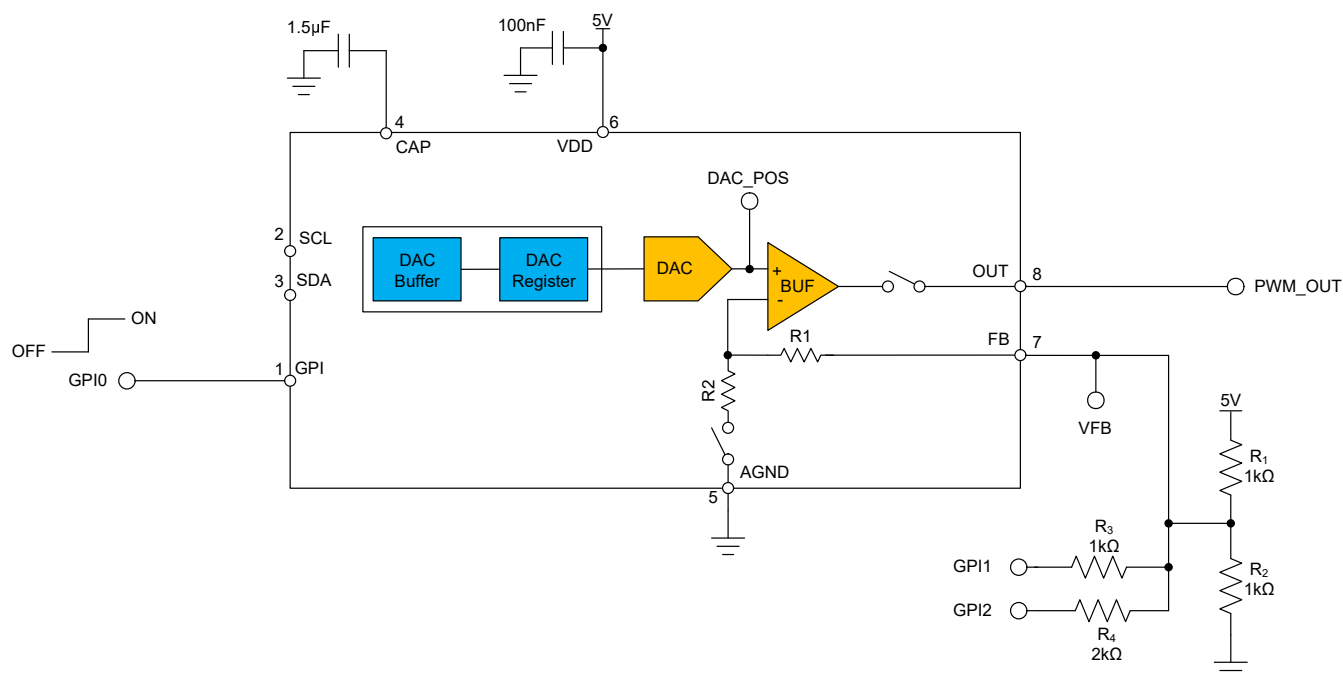 1.5µF
100nF
5V
4
CAP
6
VDD
DAC_POS
2
SCL
3
SDA
DAC
Buffer
DAC
Register
DAC
+
BUF
-
OUT
8
PWM_OUT
R1
FB
7
ON
OFF
GPI0
1
GPI
R2
VFB
5V
AGND
5
R1
1kΩ
R3
1kΩ
GPI1
R2
1kΩ
GPI2
R4
2kΩ